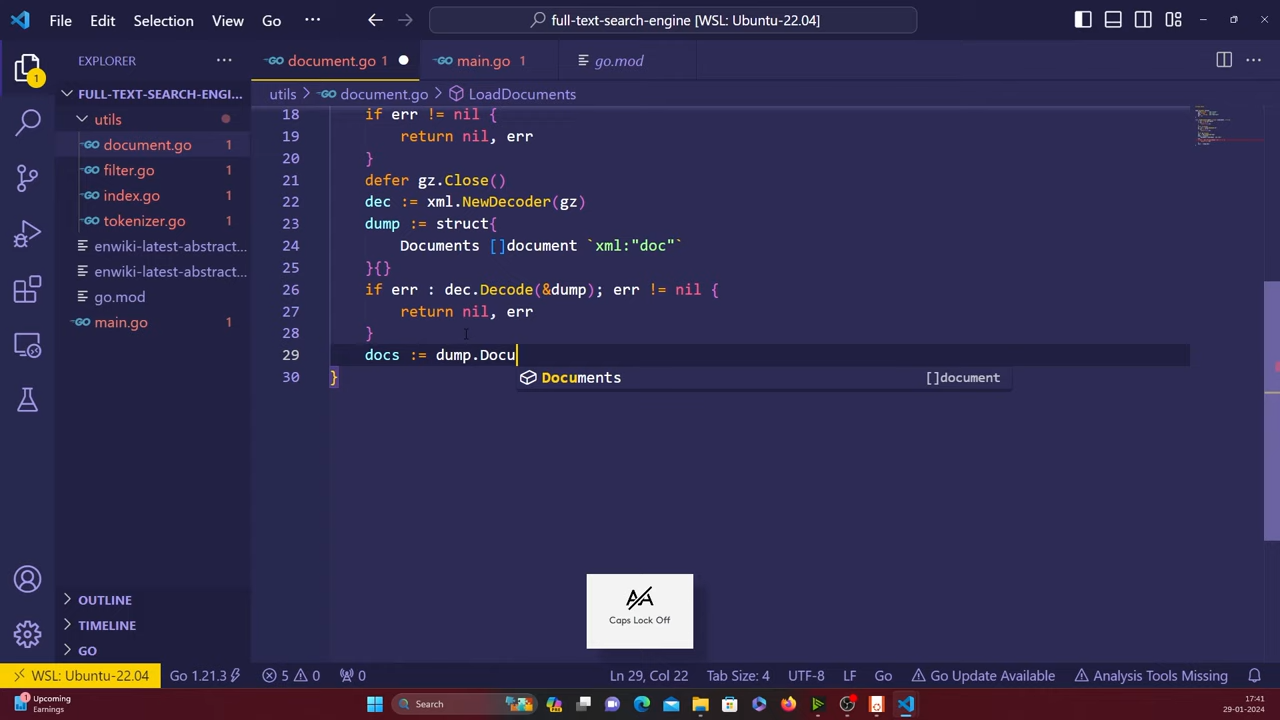 File Edit Selection View Go ··· full-text-search-engine [WSL: Ubuntu-22.04]
EXPLORER ··· document.go 1 main.go 1 go.mod ···
1
FULL-TEXT-SEARCH-ENGI...
utils
document.go 1
filter.go 1
index.go 1
tokenizer.go 1
enwiki-latest-abstract...
enwiki-latest-abstract...
go.mod
main.go 1
OUTLINE
TIMELINE
GO
utils > document.go > LoadDocuments
18 if err != nil {
19 return nil, err
20 }
21 defer gz.Close()
22 dec := xml.NewDecoder(gz)
23 dump := struct{
24 Documents []document `xml:"doc"`
25 }{}
26 if err : dec.Decode(&dump); err != nil {
27 return nil, err
28 }
29 docs := dump.Docu
30 }
Documents []document
Caps Lock Off
WSL: Ubuntu-22.04 Go 1.21.3 5 0 0 Ln 29, Col 22 Tab Size: 4 UTF-8 LF Go Go Update Available Analysis Tools Missing
1 Upcoming
Earnings
Search
17:41
29-01-2024